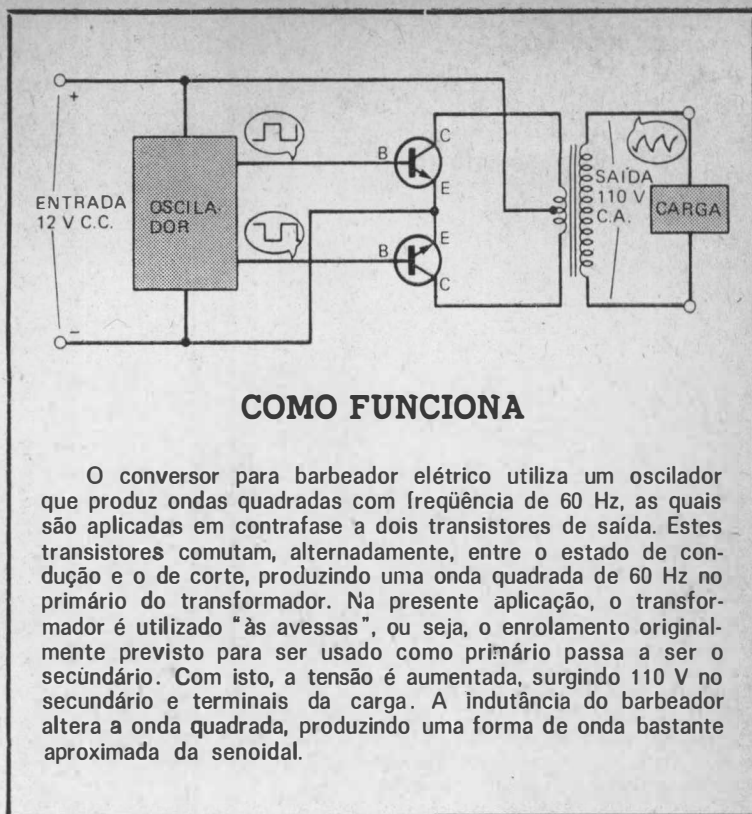 +
ENTRADA
12 V C.C.
−
OSCILA-
DOR
B
C
E
B
E
C
SAÍDA
110 V
C.A.
CARGA
COMO FUNCIONA
O conversor para barbeador elétrico utiliza um oscilador
que produz ondas quadradas com freqüência de 60 Hz, as quais
são aplicadas em contrafase a dois transistores de saída. Estes
transistores comutam, alternadamente, entre o estado de con-
dução e o de corte, produzindo uma onda quadrada de 60 Hz no
primário do transformador. Na presente aplicação, o transfor-
mador é utilizado "às avessas", ou seja, o enrolamento original-
mente previsto para ser usado como primário passa a ser o
secundário. Com isto, a tensão é aumentada, surgindo 110 V no
secundário e terminais da carga. A indutância do barbeador
altera a onda quadrada, produzindo uma forma de onda bastante
aproximada da senoidal.